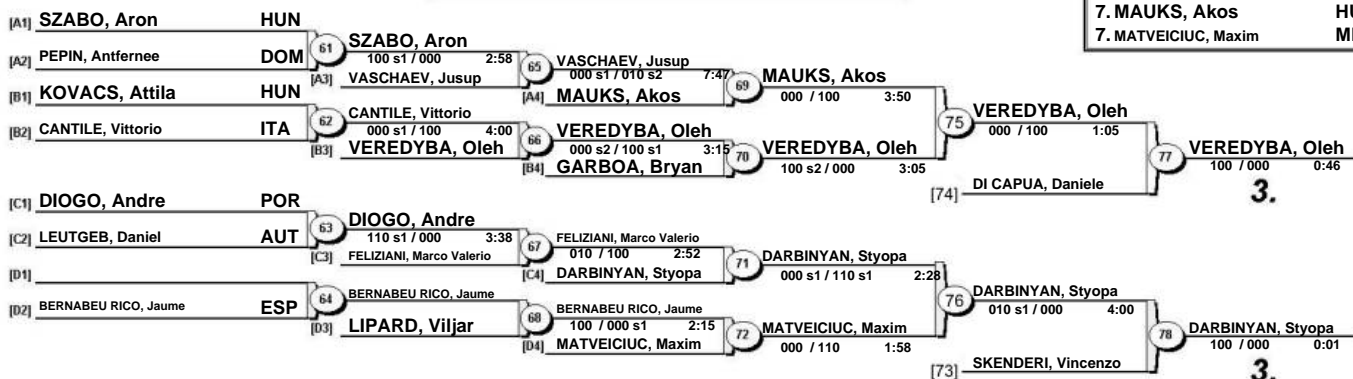 7. MAUKS, Akos HU
7. MATVEICIUC, Maxim
[A1] SZABO, Aron HUN
61 SZABO, Aron
100 s1 / 000 2:58
[A2] PEPIN, Antfernee DOM
[A3] VASCHAEV, Jusup
65 VASCHAEV, Jusup
000 s1 / 010 s2 7:47
[A4] MAUKS, Akos
69 MAUKS, Akos
000 / 100 3:50
[B1] KOVACS, Attila HUN
62 CANTILE, Vittorio
000 s1 / 100 4:00
[B2] CANTILE, Vittorio ITA
[B3] VEREDYBA, Oleh
66 VEREDYBA, Oleh
000 s2 / 100 s1 3:15
[B4] GARBOA, Bryan
70 VEREDYBA, Oleh
100 s2 / 000 3:05
75 VEREDYBA, Oleh
000 / 100 1:05
[74] DI CAPUA, Daniele
77 VEREDYBA, Oleh
100 / 000 0:46
3.
[C1] DIOGO, Andre POR
63 DIOGO, Andre
110 s1 / 000 3:38
[C2] LEUTGEB, Daniel AUT
[C3] FELIZIANI, Marco Valerio
67 FELIZIANI, Marco Valerio
010 / 100 2:52
[C4] DARBINYAN, Styopa
71 DARBINYAN, Styopa
000 s1 / 110 s1 2:28
[D1]
64 BERNABEU RICO, Jaume
[D2] BERNABEU RICO, Jaume ESP
[D3] LIPARD, Viljar
68 BERNABEU RICO, Jaume
100 / 000 s1 2:15
[D4] MATVEICIUC, Maxim
72 MATVEICIUC, Maxim
000 / 110 1:58
76 DARBINYAN, Styopa
010 s1 / 000 4:00
[73] SKENDERI, Vincenzo
78 DARBINYAN, Styopa
100 / 000 0:01
3.